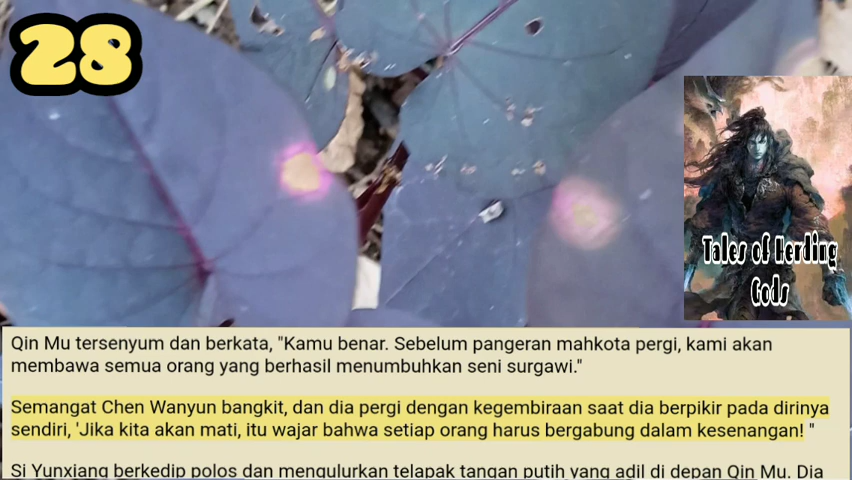 28
Tales of Herding
Gods
Qin Mu tersenyum dan berkata, "Kamu benar. Sebelum pangeran mahkota pergi, kami akan
membawa semua orang yang berhasil menumbuhkan seni surgawi."
Semangat Chen Wanyun bangkit, dan dia pergi dengan kegembiraan saat dia berpikir pada dirinya
sendiri, 'Jika kita akan mati, itu wajar bahwa setiap orang harus bergabung dalam kesenangan! "
Si Yunxiang berkedip polos dan mengulurkan telapak tangan putih yang adil di depan Qin Mu. Dia